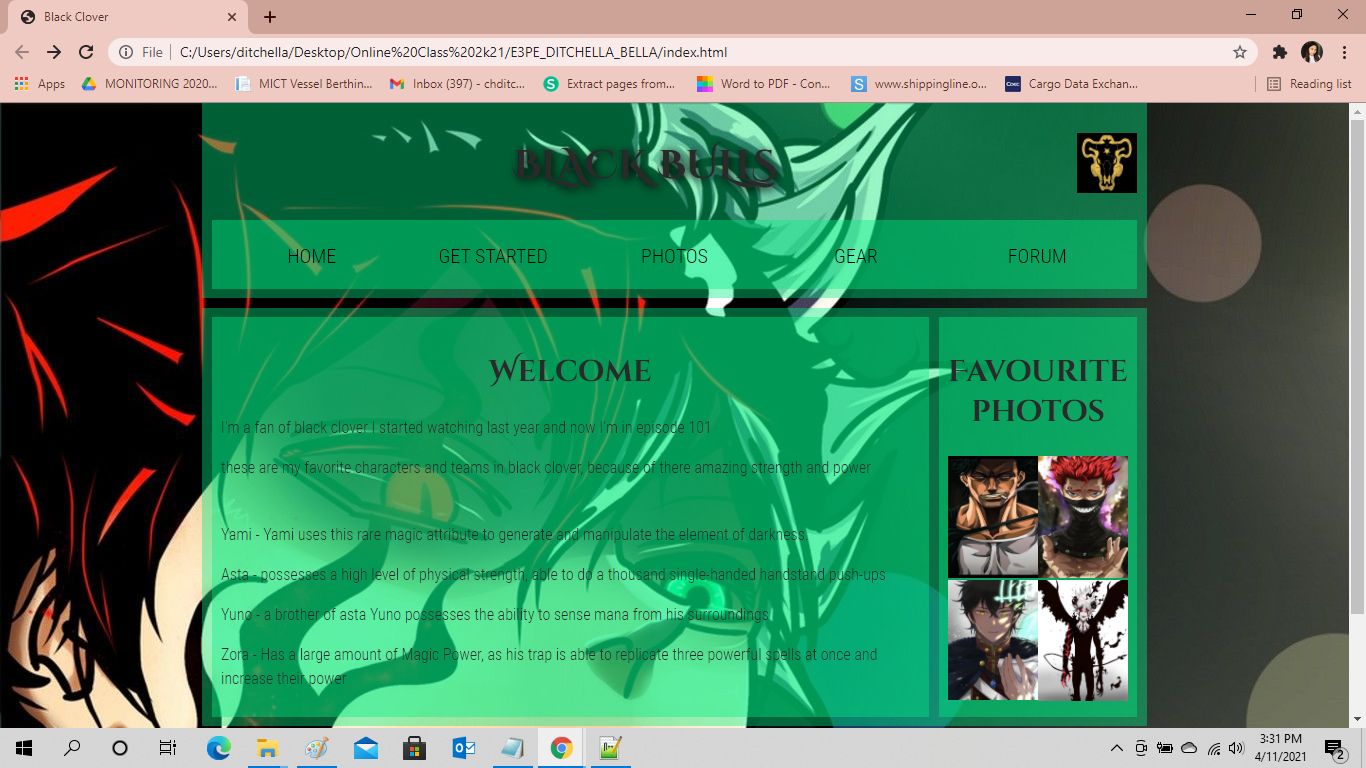 Black Clover
File
C:/Users/ditchella/Desktop/Online%20Class%202k21/E3PE_DITCHELLA_BELLA/index.html
Apps
MONITORING 2020...
MICT Vessel Berthin...
Inbox (397) - chditc...
Extract pages from...
Word to PDF - Con...
www.shippingline.o...
Cargo Data Exchan...
Reading list
BLACK BULLS
HOME
GET STARTED
PHOTOS
GEAR
FORUM
Welcome
I'm a fan of black clover I started watching last year and now I'm in episode 101
these are my favorite characters and teams in black clover, because of there amazing strength and power
Yami - Yami uses this rare magic attribute to generate and manipulate the element of darkness.
Asta - possesses a high level of physical strength, able to do a thousand single-handed handstand push-ups
Yuno - a brother of asta Yuno possesses the ability to sense mana from his surroundings
Zora - Has a large amount of Magic Power, as his trap is able to replicate three powerful spells at once and
increase their power
Favourite
Photos
3:31 PM
4/11/2021
2